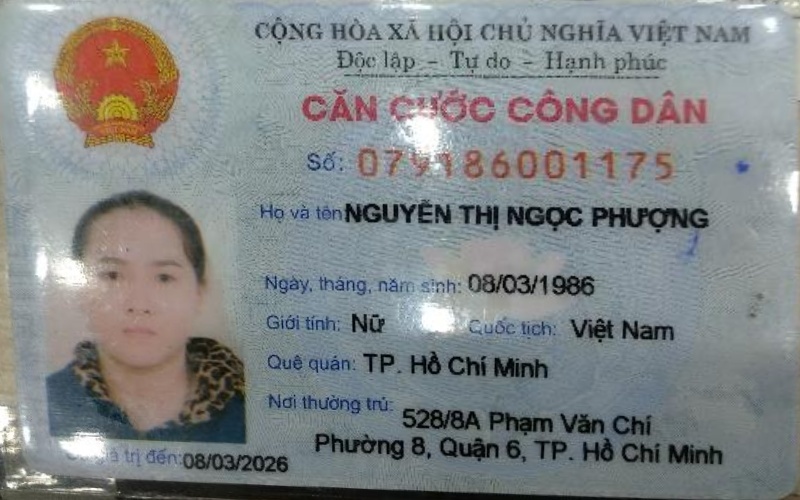 CỘNG HÒA XÃ HỘI CHỦ NGHĨA VIỆT NAM
Độc lập - Tự do - Hạnh phúc
CĂN CƯỚC CÔNG DÂN
Số: 079186001175
Họ và tên NGUYỄN THỊ NGỌC PHƯỢNG
Ngày, tháng, năm sinh: 08/03/1986
Giới tính: Nữ Quốc tịch: Việt Nam
Quê quán: TP. Hồ Chí Minh
Nơi thường trú: 528/8A Phạm Văn Chí
Phường 8, Quận 6, TP. Hồ Chí Minh
giá trị đến: 08/03/2026